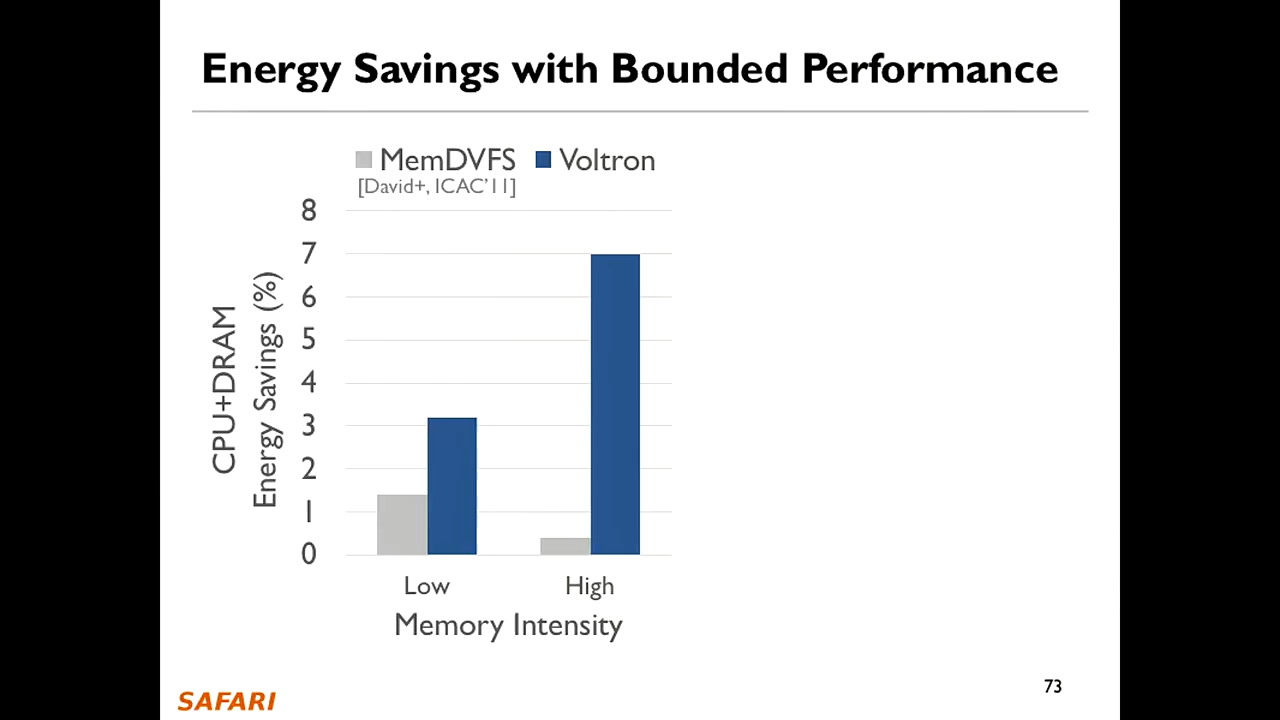 Energy Savings with Bounded Performance
MemDVFS Voltron
[David+, ICAC'11]
8
7
6
5
4
3
2
1
0
CPU+DRAM
Energy Savings (%)
Low High
Memory Intensity
SAFARI
73